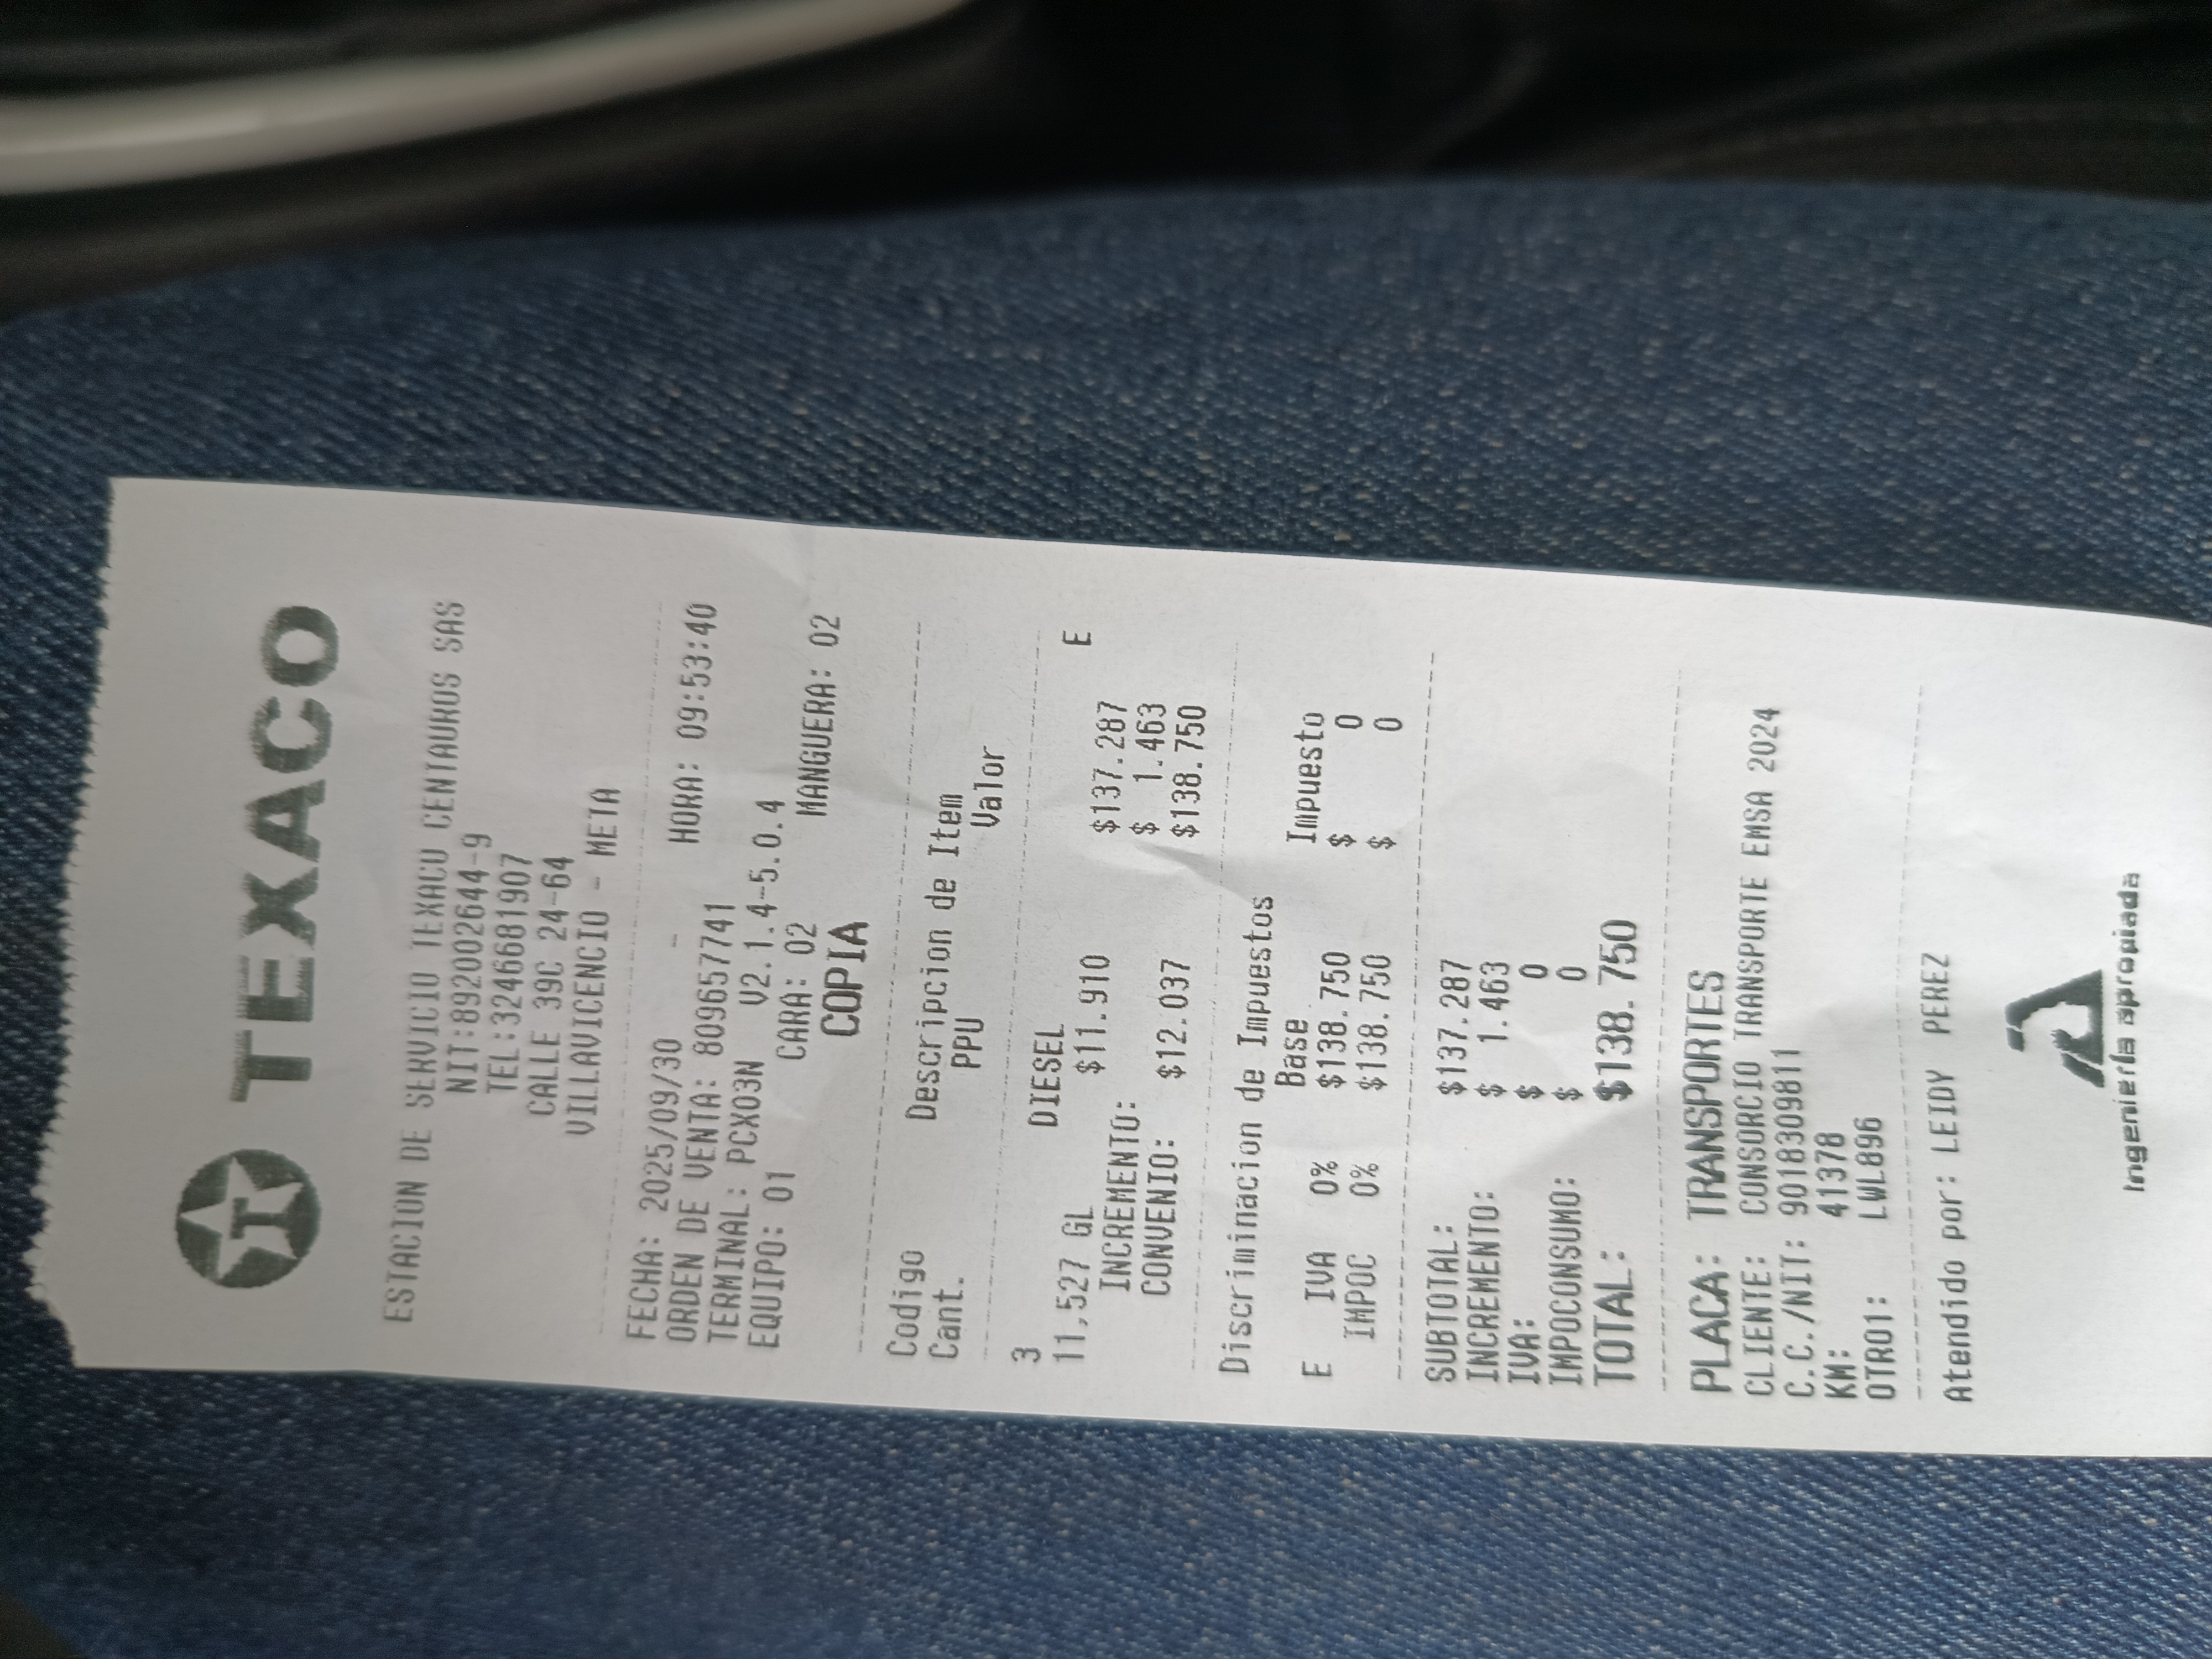 TEXACO
ESTACION DE SERVICIO TEXACO CENTAUROS SAS
NIT:892002644-9
TEL:3246681907
CALLE 39C 24-64
VILLAVICENCIO - META
FECHA: 2025/09/30 - HORA: 09:53:40
ORDEN DE VENTA: 809657741
TERMINAL: PCX03N V2.1.4-5.0.4
EQUIPO: 01 CARA: 02 MANGUERA: 02
COPIA
Codigo Descripcion de Item
Cant. PPU Valor
3 DIESEL E
11,527 GL $11.910 $137.287
INCREMENTO: $ 1.463
CONVENIO: $12.037 $138.750
Discriminacion de Impuestos
Base Impuesto
E IVA 0% $138.750 $ 0
IMPOC 0% $138.750 $ 0
SUBTOTAL: $137.287
INCREMENTO: $ 1.463
IVA: $ 0
IMPOCONSUMO: $ 0
TOTAL: $138.750
PLACA: TRANSPORTES
CLIENTE: CONSORCIO TRANSPORTE EMSA 2024
C.C./NIT: 9018309811
KM: 41378
OTRO1: LWL896
Atendido por: LEIDY PEREZ
Ingeniería apropiada